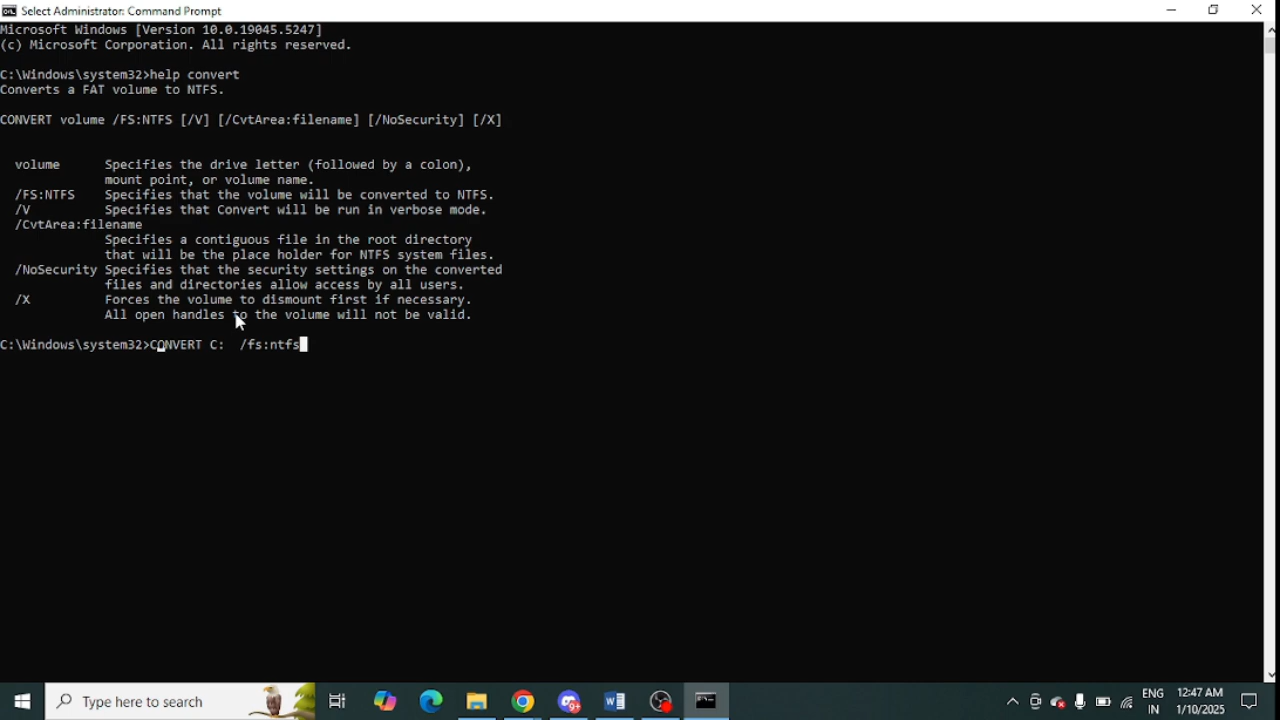 Select Administrator: Command Prompt
Microsoft Windows [Version 10.0.19045.5247]
(c) Microsoft Corporation. All rights reserved.
C:\Windows\system32>help convert
Converts a FAT volume to NTFS.
CONVERT volume /FS:NTFS [/V] [/CvtArea:filename] [/NoSecurity] [/X]
volume      Specifies the drive letter (followed by a colon),
            mount point, or volume name.
/FS:NTFS    Specifies that the volume will be converted to NTFS.
/V          Specifies that Convert will be run in verbose mode.
/CvtArea:filename
            Specifies a contiguous file in the root directory
            that will be the place holder for NTFS system files.
/NoSecurity Specifies that the security settings on the converted
            files and directories allow access by all users.
/X          Forces the volume to dismount first if necessary.
            All open handles to the volume will not be valid.
C:\Windows\system32>CONVERT C:  /fs:ntfs
Type here to search
ENG
IN
12:47 AM
1/10/2025